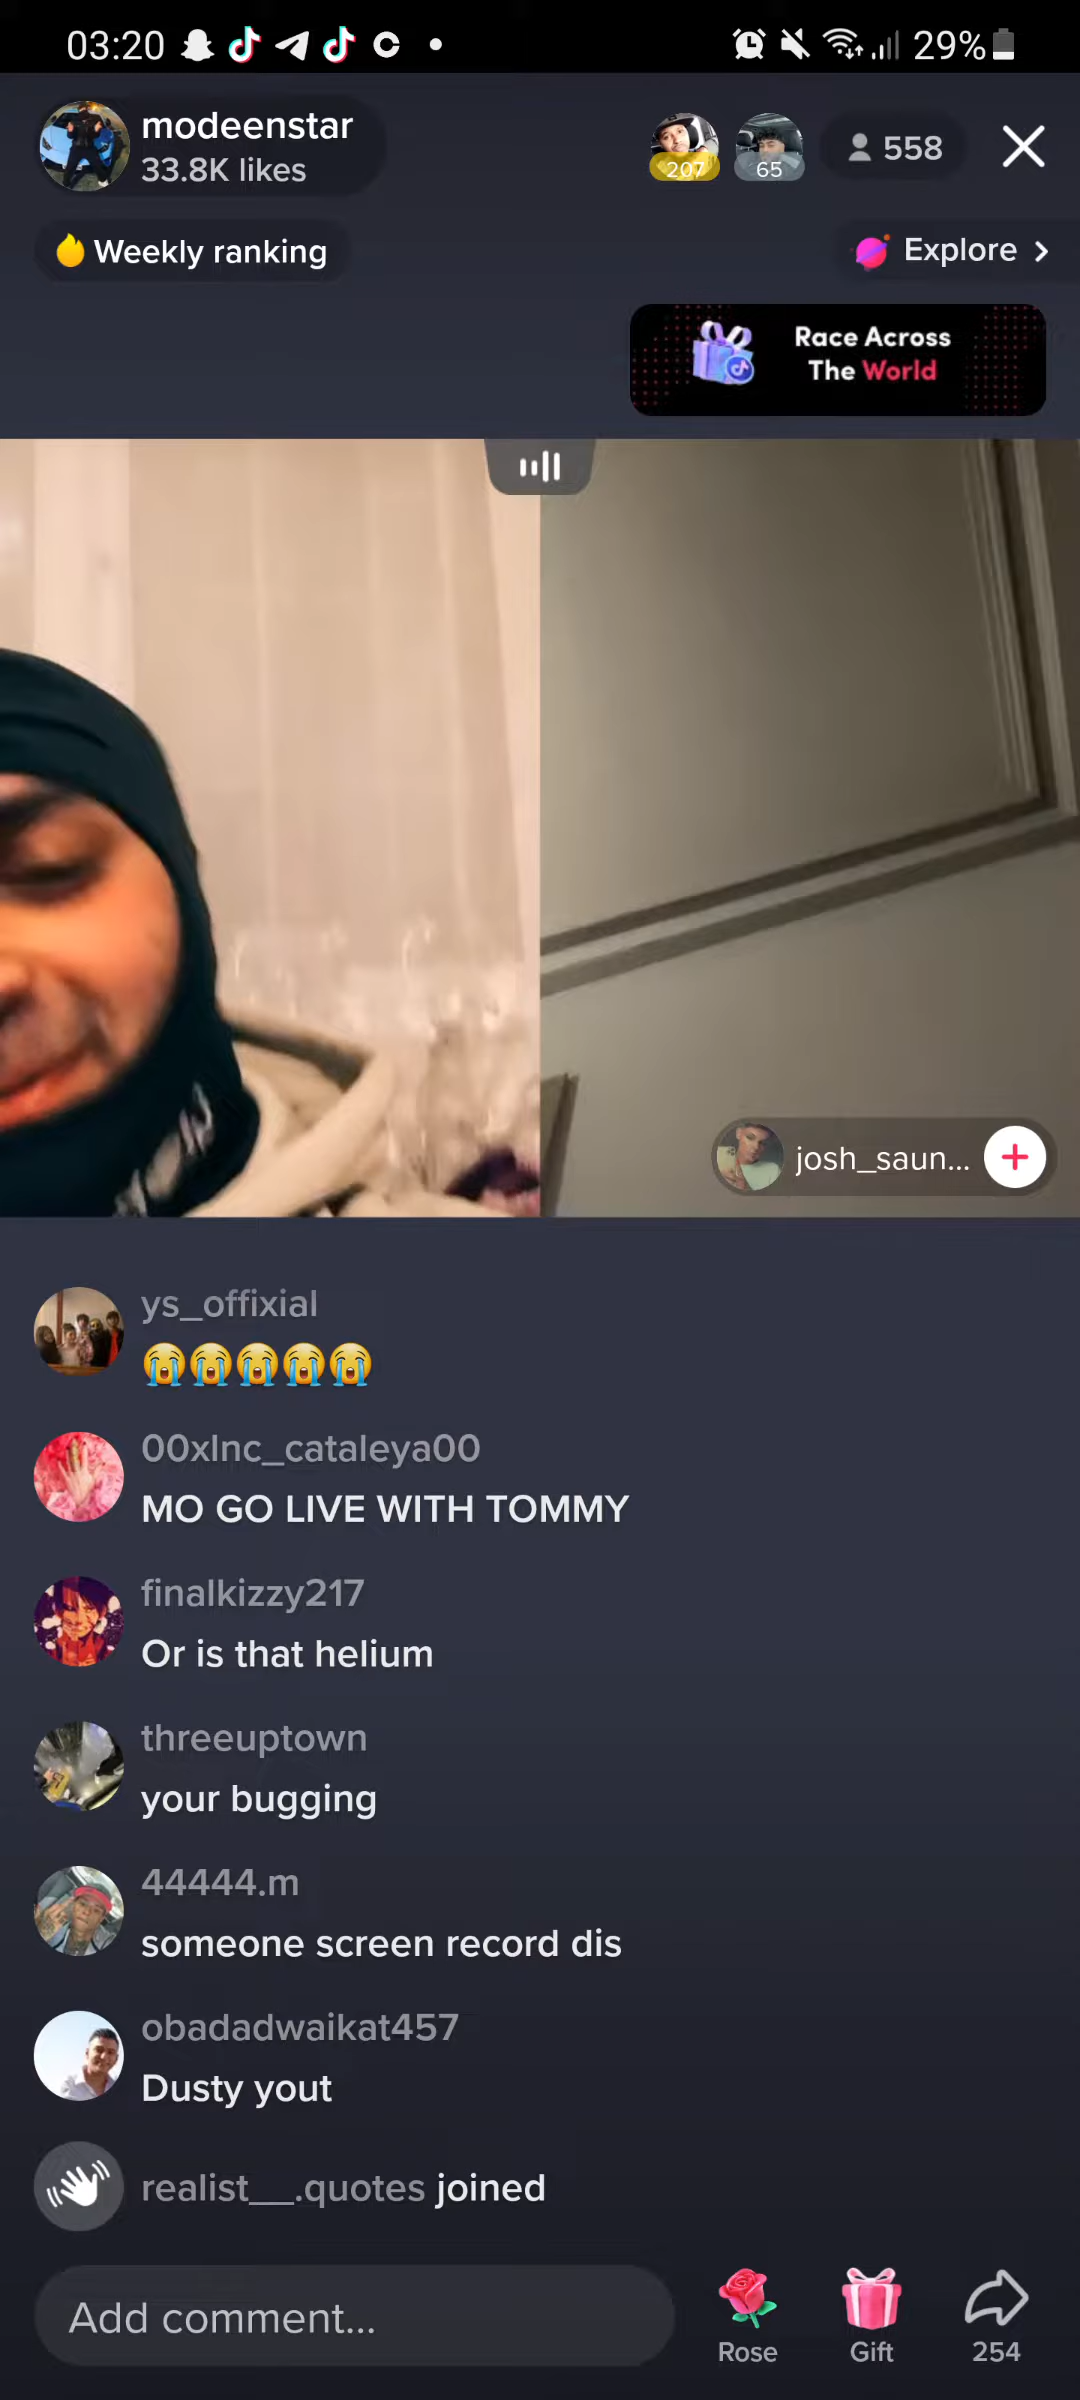 03:20
29%
modeenstar
33.8K likes
207
65
558
Weekly ranking
Explore
Race Across
The World
josh_saun...
ys_offixial
😭😭😭😭😭
00xlnc_cataleya00
MO GO LIVE WITH TOMMY
finalkizzy217
Or is that helium
threeuptown
your bugging
44444.m
someone screen record dis
obadadwaikat457
Dusty yout
realist__.quotes joined
Add comment...
Rose
Gift
254